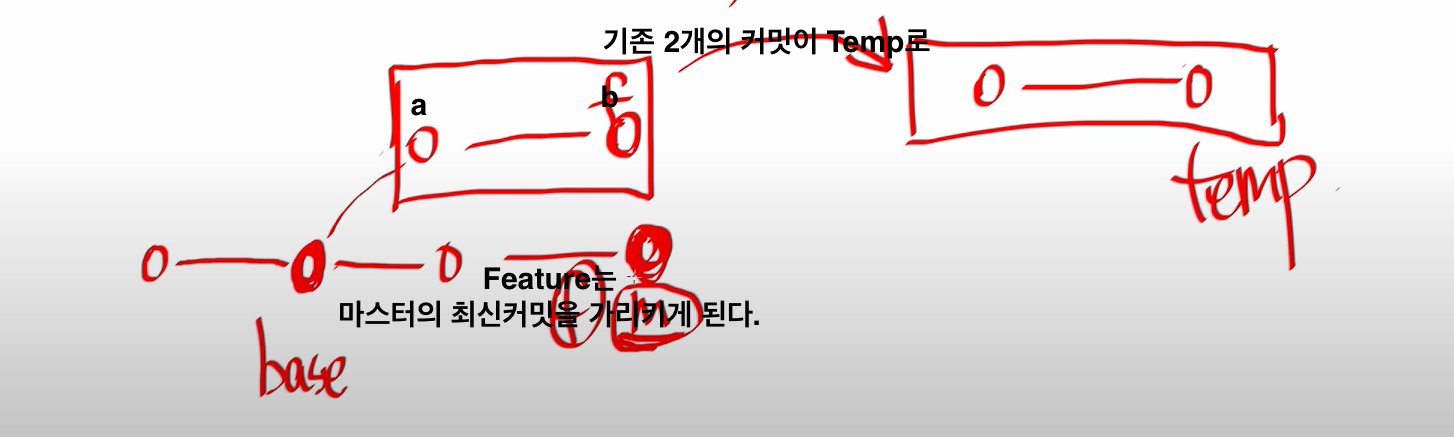 기존 2개의 커밋이 Temp로
a
b
f
temp
Feature는
마스터의 최신커밋을 가리키게 된다.
f
m
base